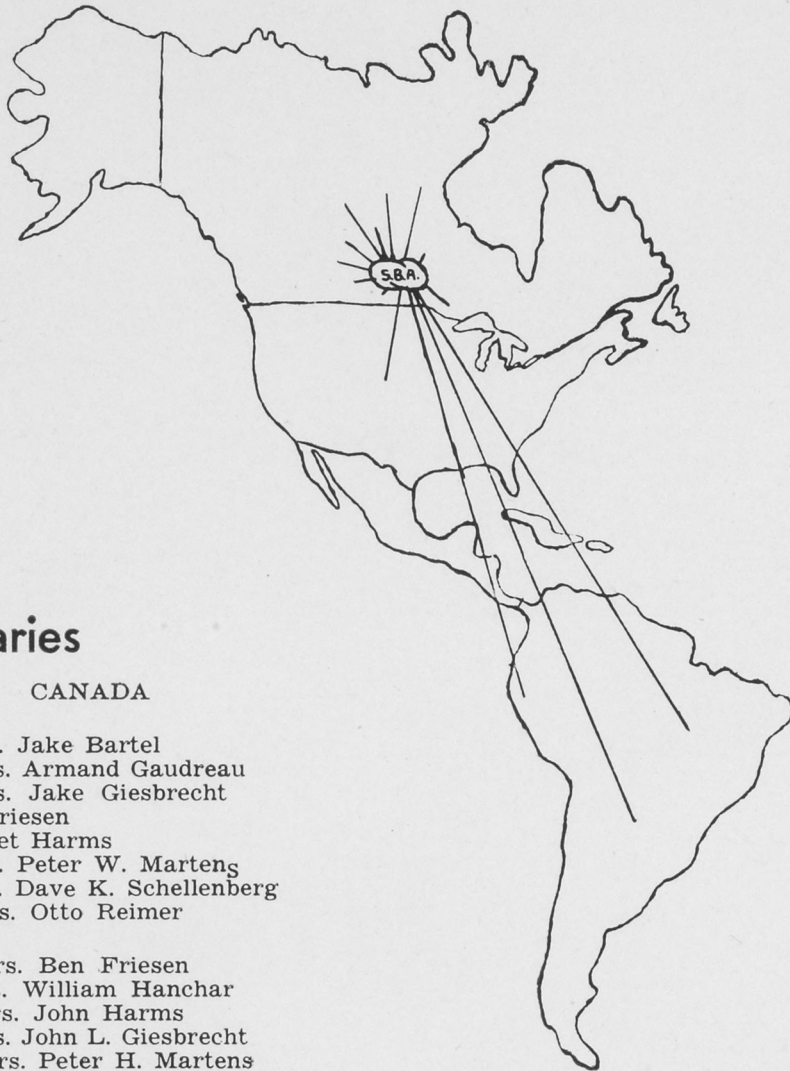 S.B.A.
aries
CANADA
. Jake Bartel
s. Armand Gaudreau
s. Jake Giesbrecht
riesen
et Harms
. Peter W. Martens
. Dave K. Schellenberg
s. Otto Reimer
rs. Ben Friesen
. William Hanchar
rs. John Harms
s. John L. Giesbrecht
rs. Peter H. Martens